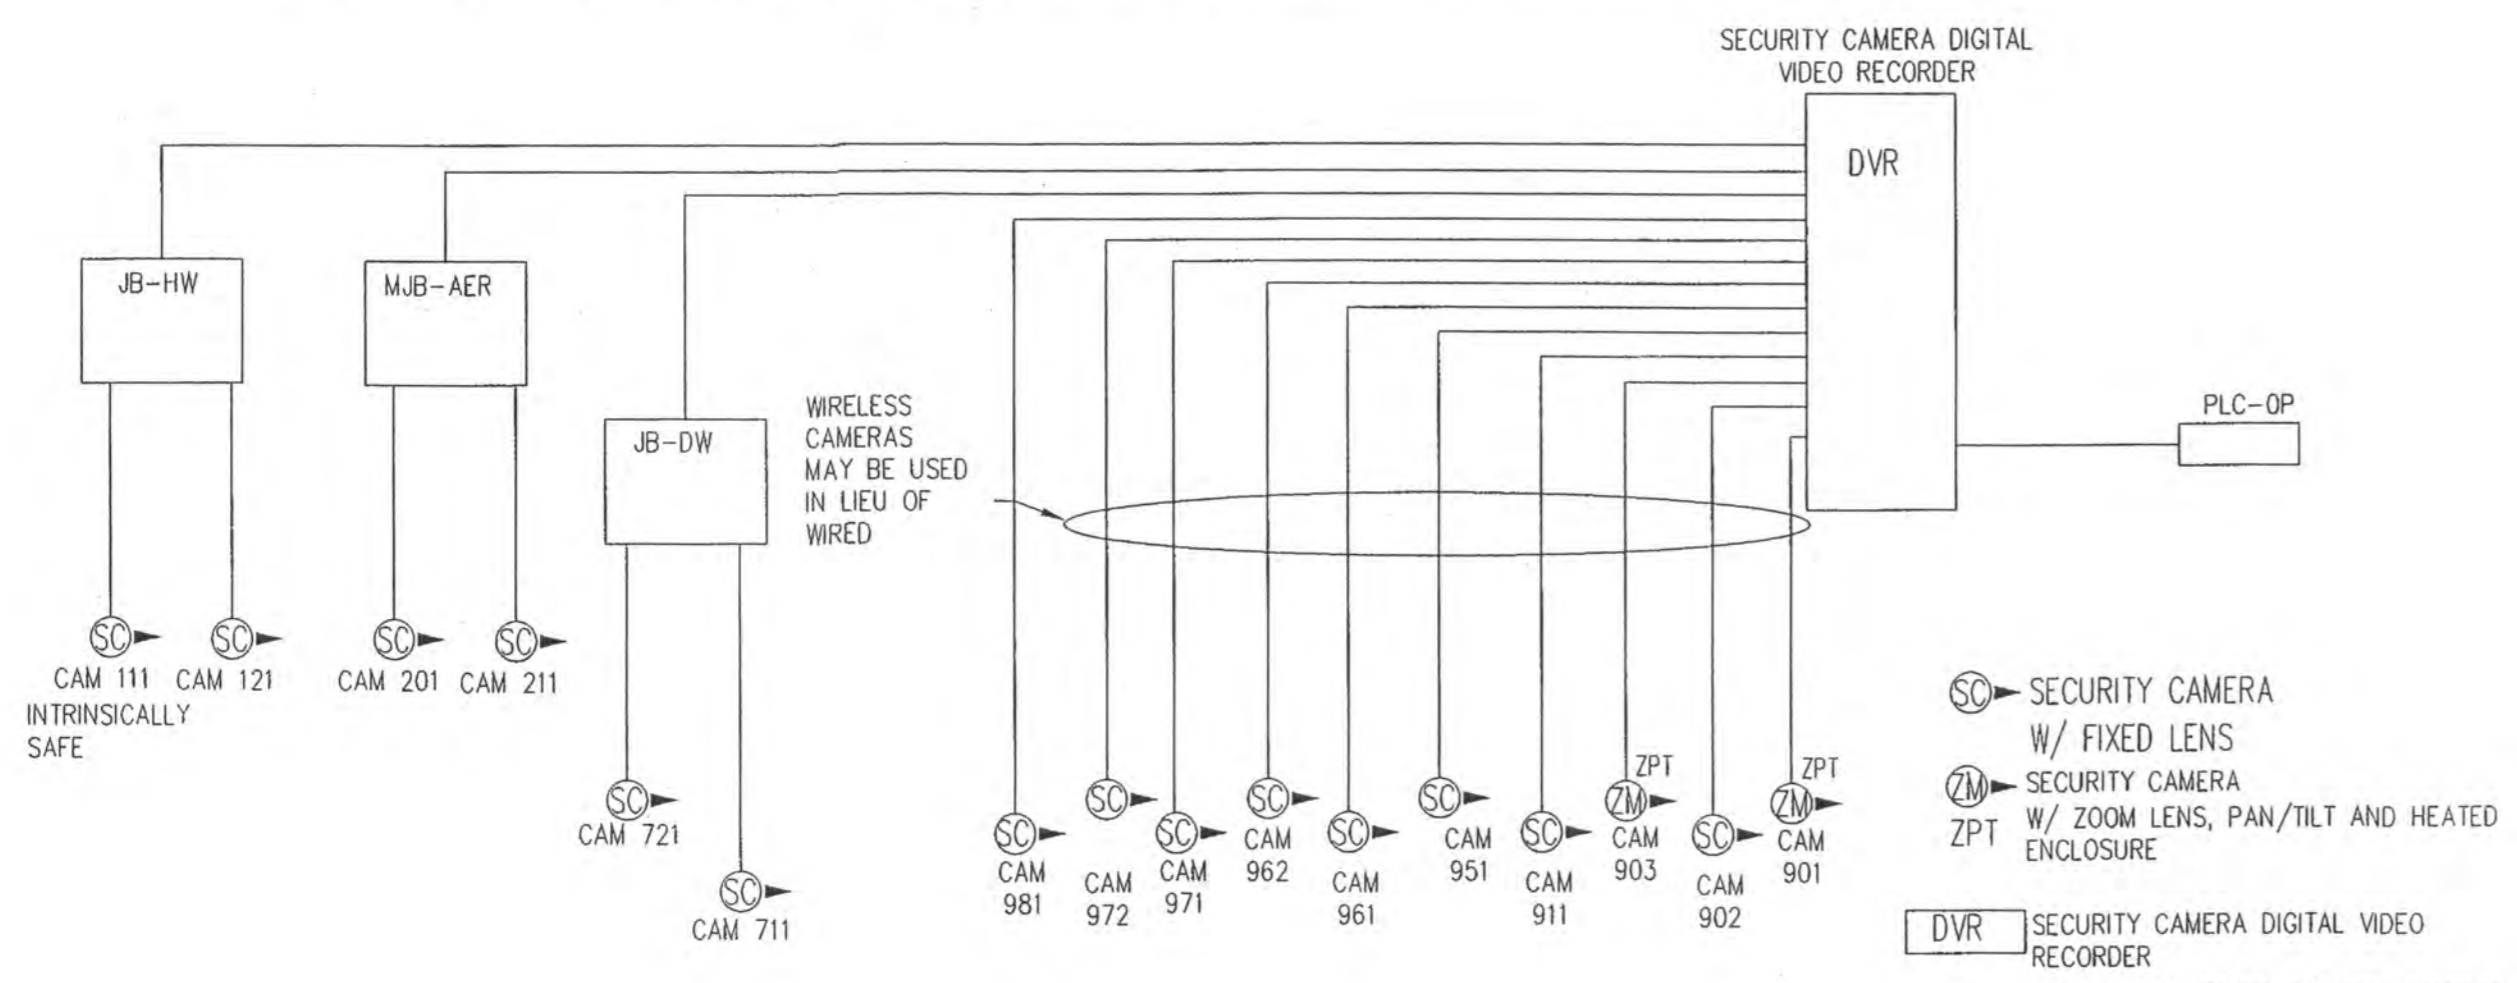 SECURITY CAMERA DIGITAL
VIDEO RECORDER
DVR
JB-HW
MJB-AER
JB-DW
WIRELESS
CAMERAS
MAY BE USED
IN LIEU OF
WIRED
PLC-OP
SC
SC
SC
SC
CAM 111
CAM 121
CAM 201
CAM 211
INTRINSICALLY
SAFE
SC
CAM 721
SC
CAM 711
SC
CAM
981
SC
CAM
972
SC
CAM
971
SC
CAM
962
SC
CAM
961
SC
CAM
951
SC
CAM
911
ZPT
ZM
CAM
903
SC
CAM
902
ZPT
ZM
CAM
901
SC SECURITY CAMERA
W/ FIXED LENS
ZM SECURITY CAMERA
ZPT W/ ZOOM LENS, PAN/TILT AND HEATED
ENCLOSURE
DVR SECURITY CAMERA DIGITAL VIDEO
RECORDER